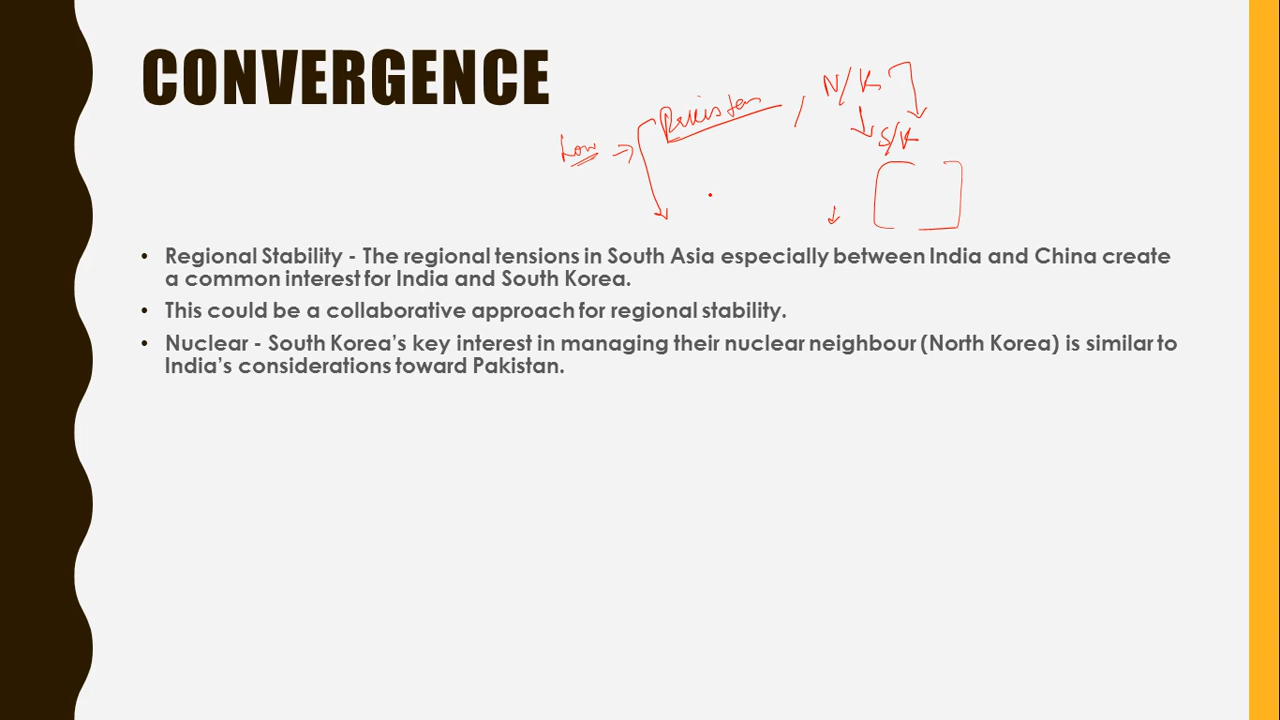 CONVERGENCE
Pakistan , N/K
Low →
S/K
• Regional Stability - The regional tensions in South Asia especially between India and China create
a common interest for India and South Korea.
• This could be a collaborative approach for regional stability.
• Nuclear - South Korea’s key interest in managing their nuclear neighbour (North Korea) is similar to
India’s considerations toward Pakistan.